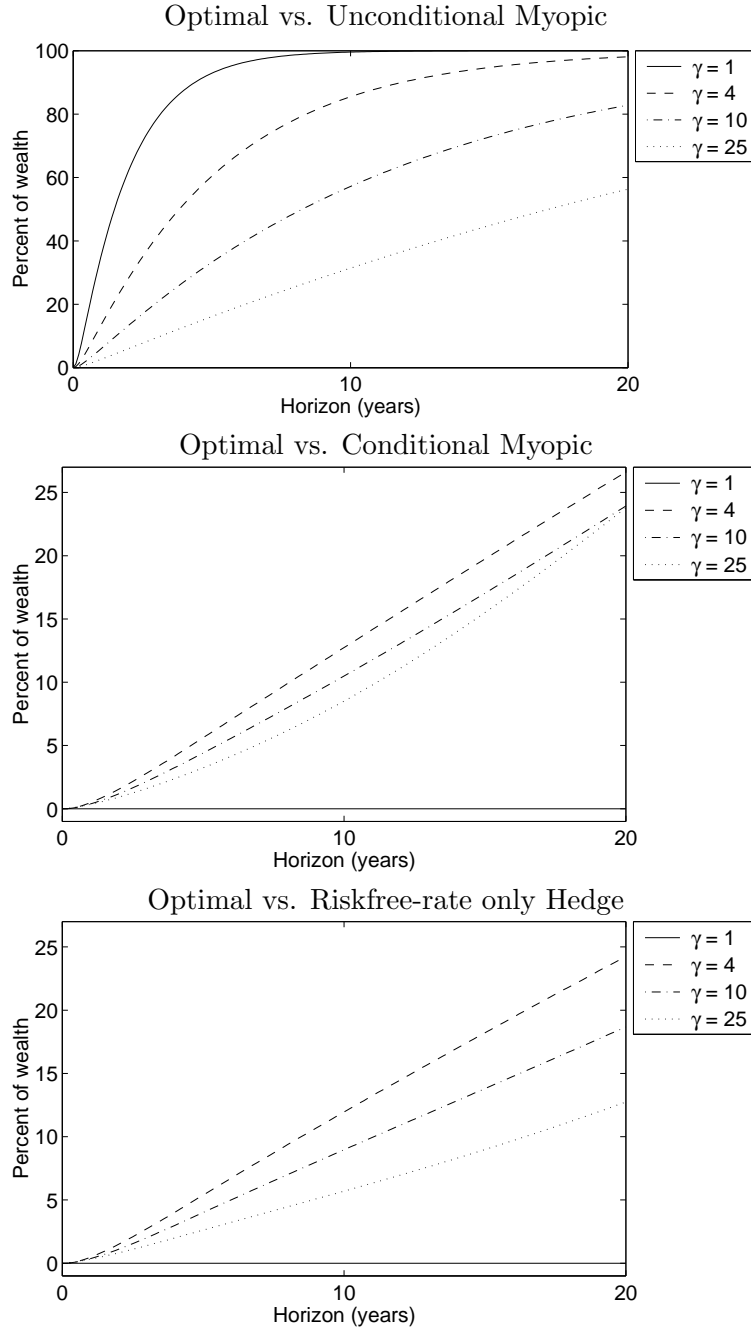 Optimal vs. Unconditional Myopic
100
80
60
40
20
0
Percent of wealth
0 10 20
Horizon (years)
γ = 1
γ = 4
γ = 10
γ = 25
Optimal vs. Conditional Myopic
25
20
15
10
5
0
Percent of wealth
0 10 20
Horizon (years)
γ = 1
γ = 4
γ = 10
γ = 25
Optimal vs. Riskfree-rate only Hedge
25
20
15
10
5
0
Percent of wealth
0 10 20
Horizon (years)
γ = 1
γ = 4
γ = 10
γ = 25